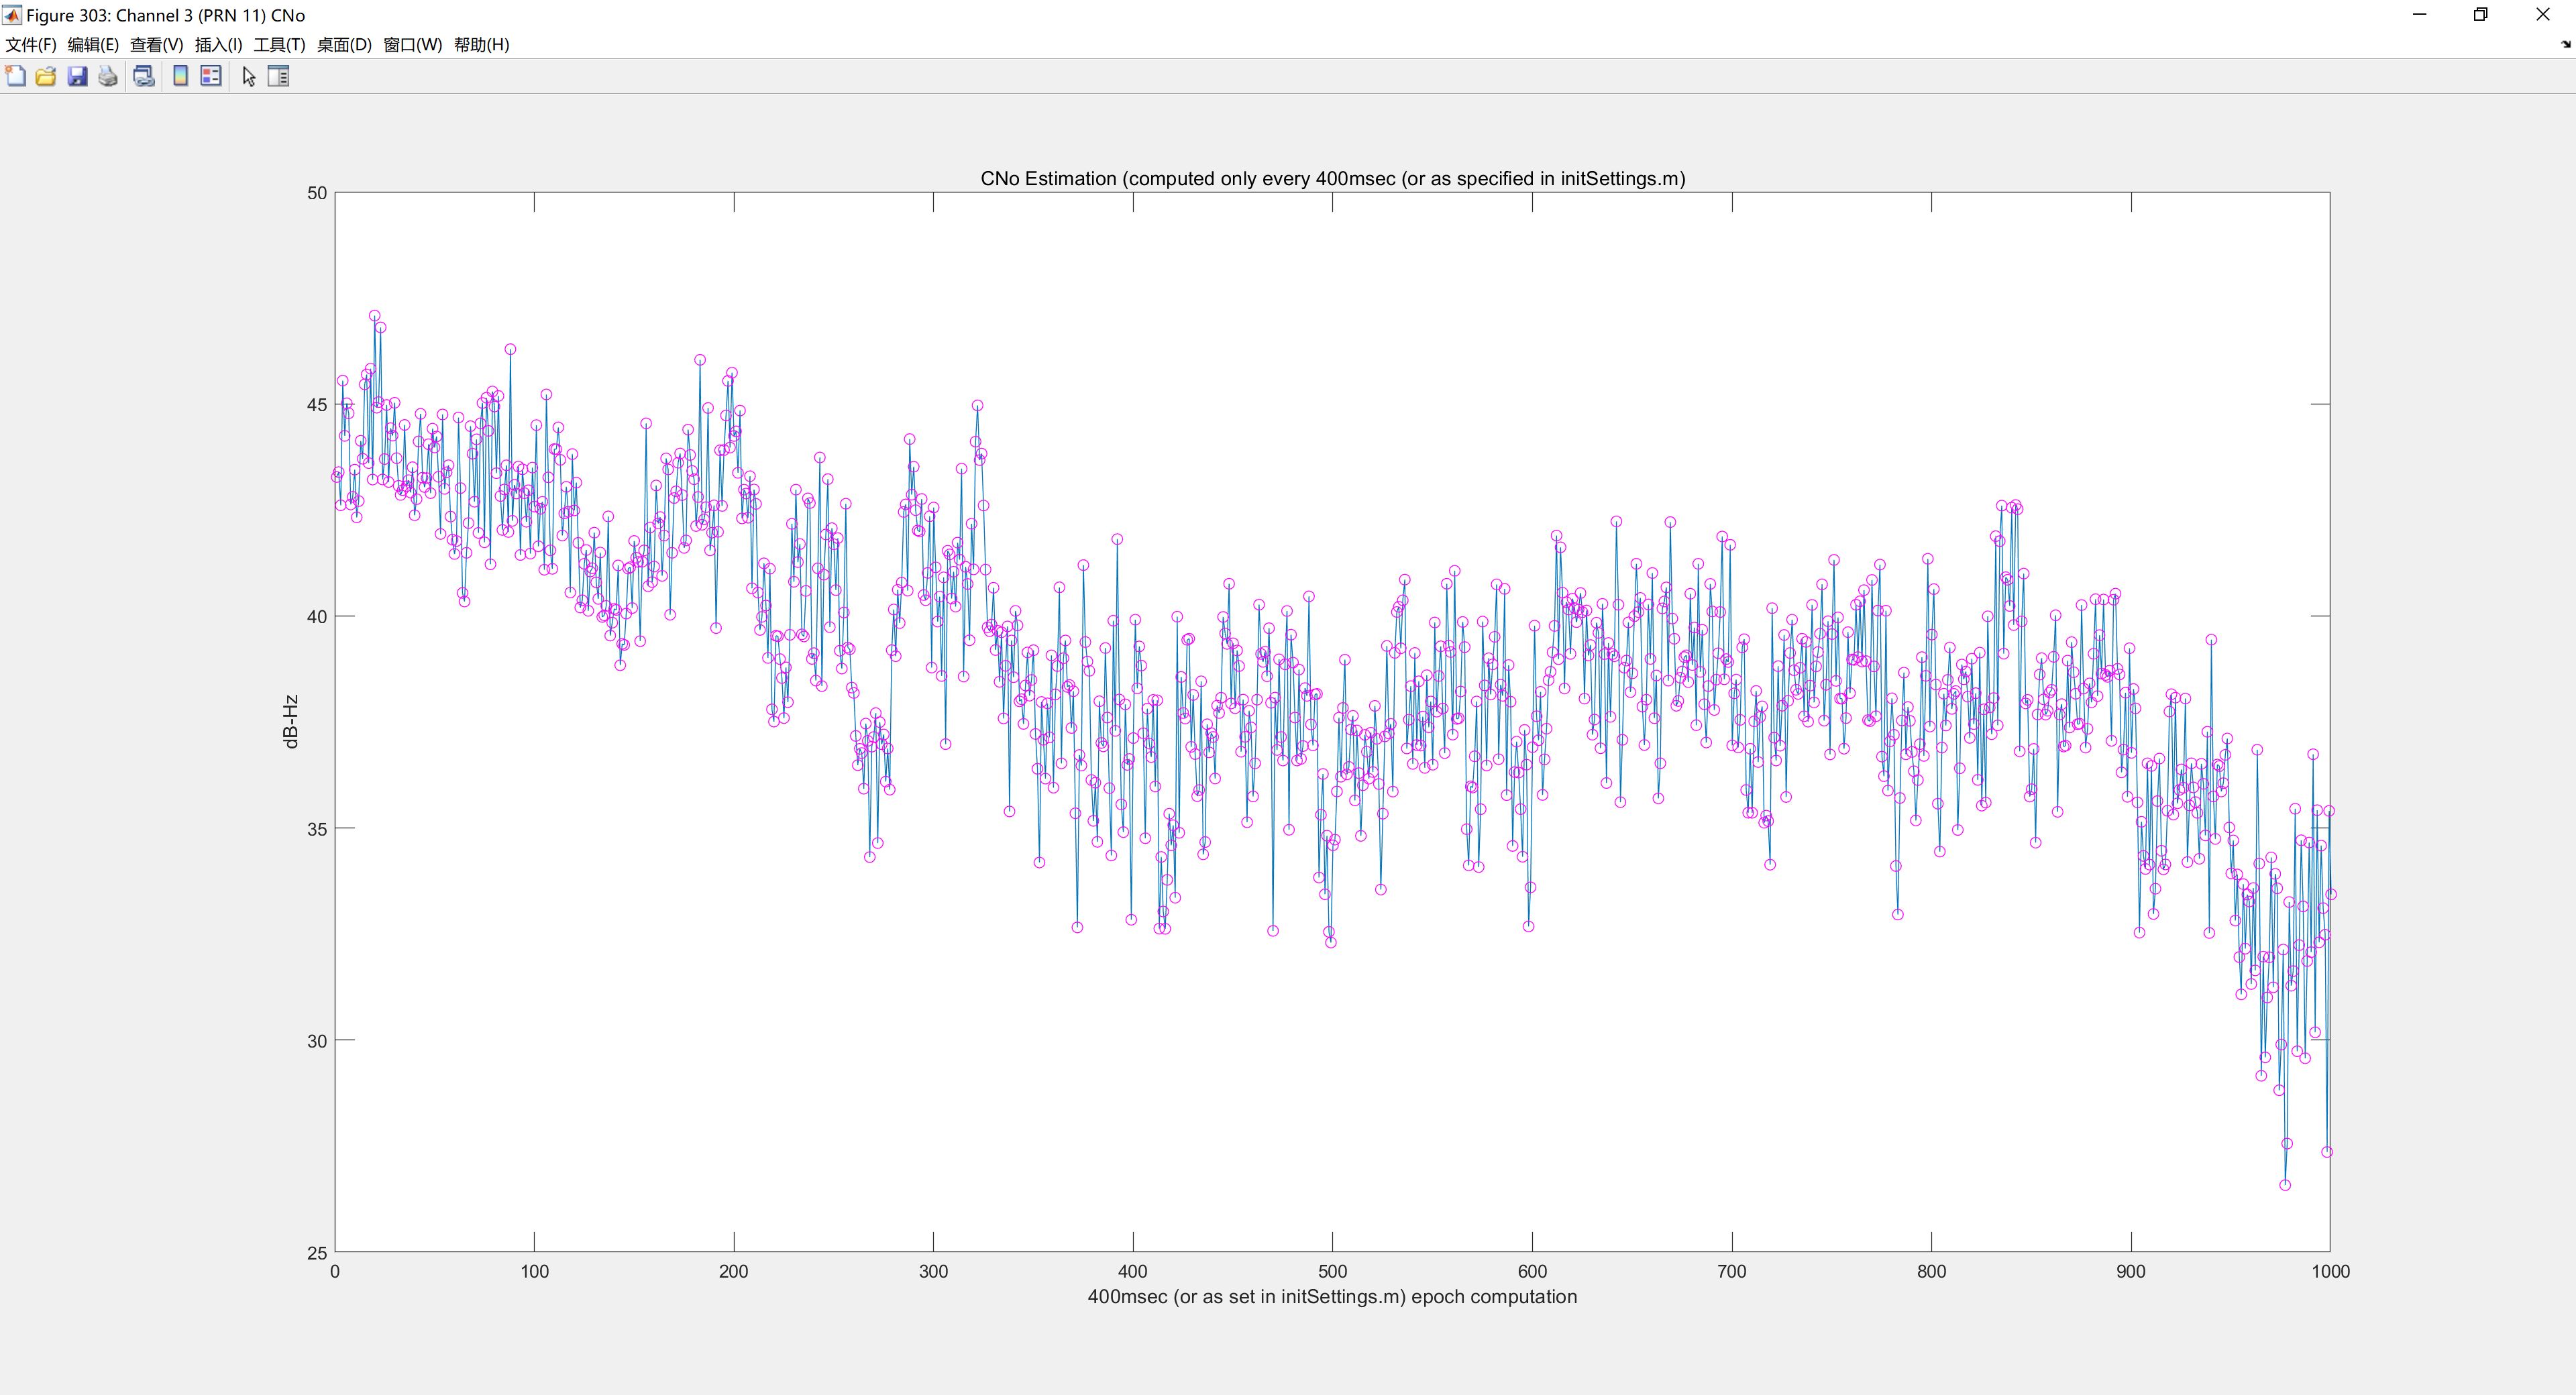 Figure 303: Channel 3 (PRN 11) CNo
文件(F) 编辑(E) 查看(V) 插入(I) 工具(T) 桌面(D) 窗口(W) 帮助(H)
CNo Estimation (computed only every 400msec (or as specified in initSettings.m)
50
45
40
35
30
25
dB-Hz
0 100 200 300 400 500 600 700 800 900 1000
400msec (or as set in initSettings.m) epoch computation